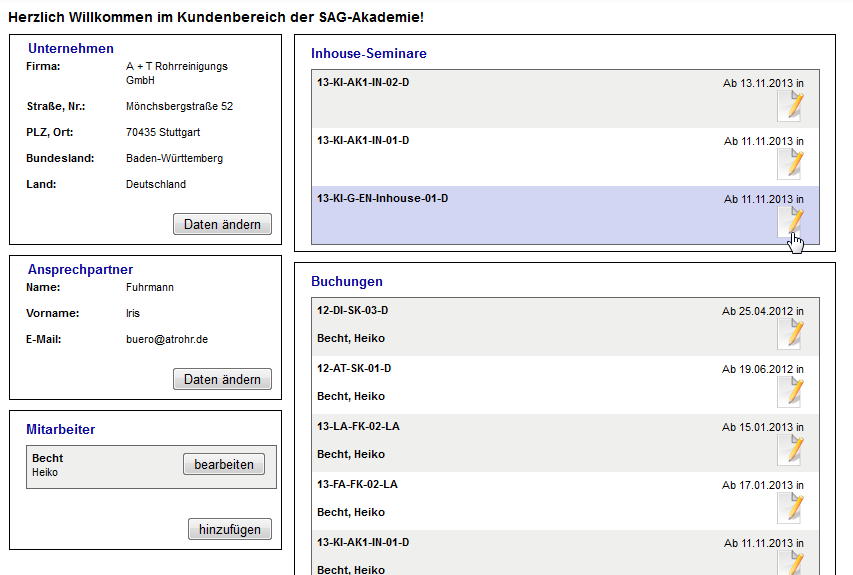 Herzlich Willkommen im Kundenbereich der SAG-Akademie!
Unternehmen
Firma: A + T Rohrreinigungs
GmbH
Straße, Nr.: Mönchsbergstraße 52
PLZ, Ort: 70435 Stuttgart
Bundesland: Baden-Württemberg
Land: Deutschland
Daten ändern
Ansprechpartner
Name: Fuhrmann
Vorname: Iris
E-Mail: buero@atrohr.de
Daten ändern
Mitarbeiter
Becht
Heiko
bearbeiten
hinzufügen
Inhouse-Seminare
13-KI-AK1-IN-02-D Ab 13.11.2013 in
13-KI-AK1-IN-01-D Ab 11.11.2013 in
13-KI-G-EN-Inhouse-01-D Ab 11.11.2013 in
Buchungen
12-DI-SK-03-D Ab 25.04.2012 in
Becht, Heiko
12-AT-SK-01-D Ab 19.06.2012 in
Becht, Heiko
13-LA-FK-02-LA Ab 15.01.2013 in
Becht, Heiko
13-FA-FK-02-LA Ab 17.01.2013 in
Becht, Heiko
13-KI-AK1-IN-01-D Ab 11.11.2013 in
Becht, Heiko